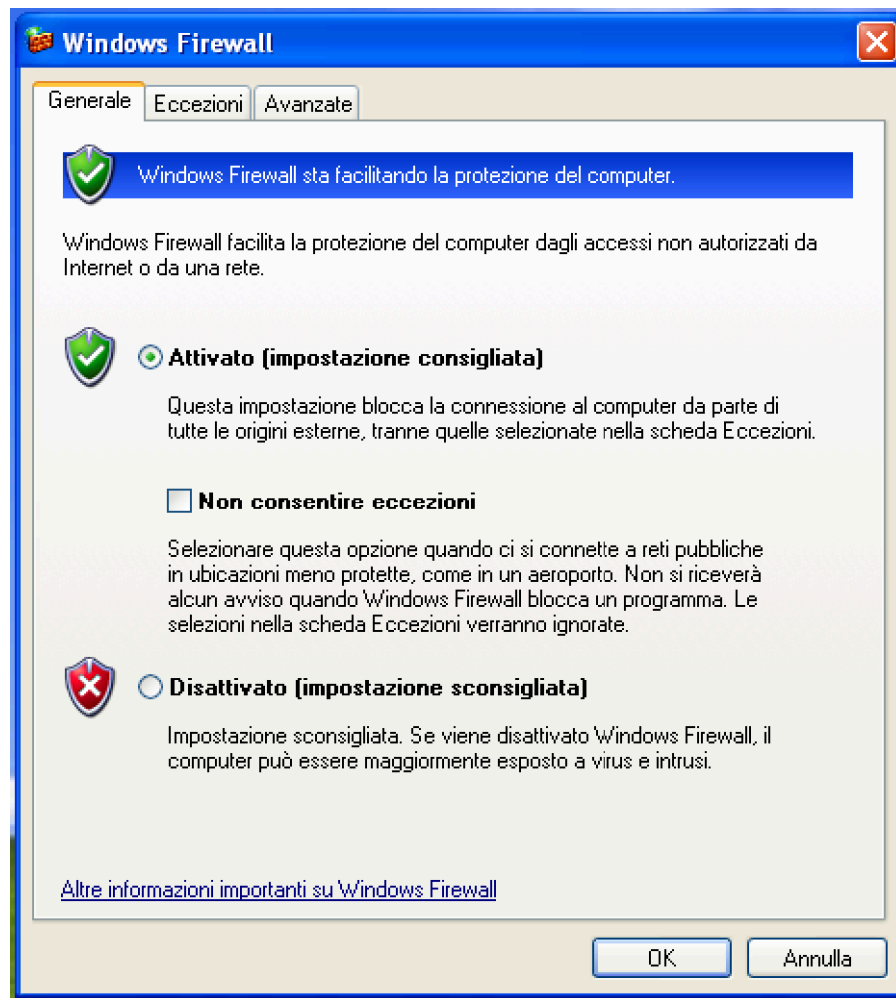 Windows Firewall
Generale Eccezioni Avanzate
Windows Firewall sta facilitando la protezione del computer.
Windows Firewall facilita la protezione del computer dagli accessi non autorizzati da
Internet o da una rete.
Attivato (impostazione consigliata)
Questa impostazione blocca la connessione al computer da parte di
tutte le origini esterne, tranne quelle selezionate nella scheda Eccezioni.
Non consentire eccezioni
Selezionare questa opzione quando ci si connette a reti pubbliche
in ubicazioni meno protette, come in un aeroporto. Non si riceverà
alcun avviso quando Windows Firewall blocca un programma. Le
selezioni nella scheda Eccezioni verranno ignorate.
Disattivato (impostazione sconsigliata)
Impostazione sconsigliata. Se viene disattivato Windows Firewall, il
computer può essere maggiormente esposto a virus e intrusi.
Altre informazioni importanti su Windows Firewall
OK Annulla